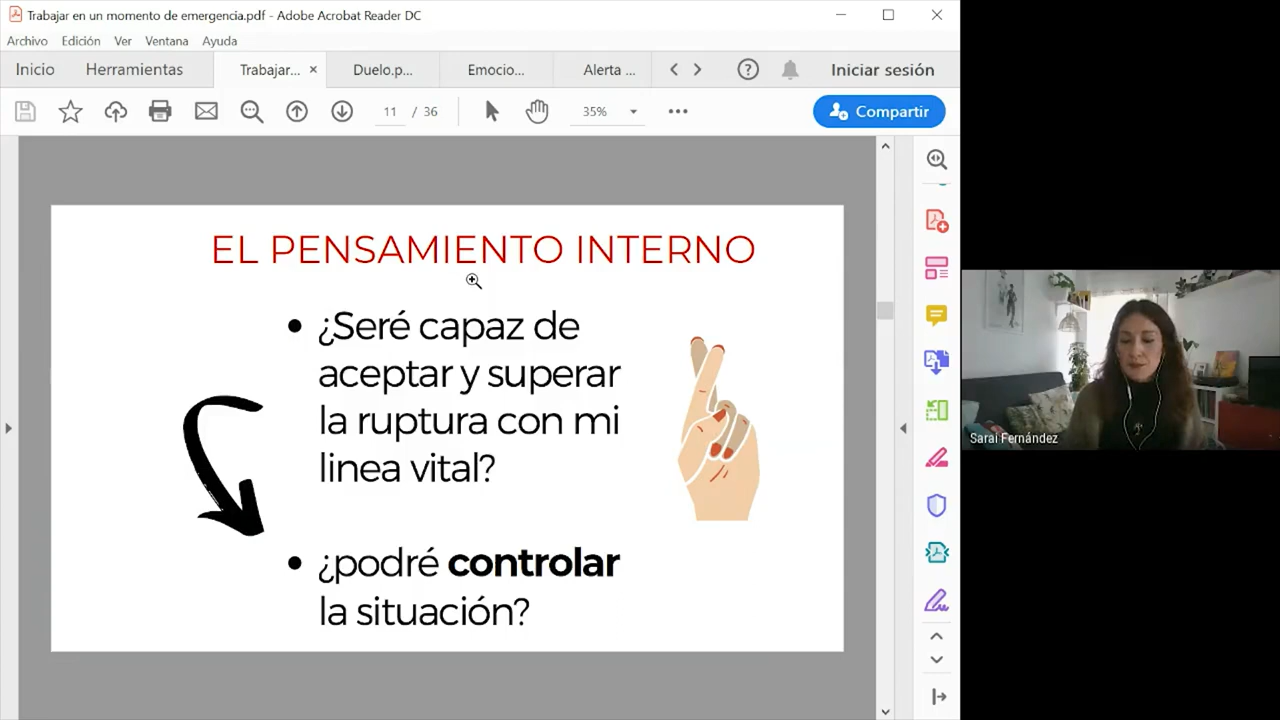 Trabajar en un momento de emergencia.pdf - Adobe Acrobat Reader DC
Archivo Edición Ver Ventana Ayuda
Inicio Herramientas Trabajar... × Duelo.p... Emocio... Alerta ... Iniciar sesión
11 / 36 35% Compartir
EL PENSAMIENTO INTERNO
• ¿Seré capaz de
aceptar y superar
la ruptura con mi
linea vital?
• ¿podré controlar
la situación?
Sarai Fernández